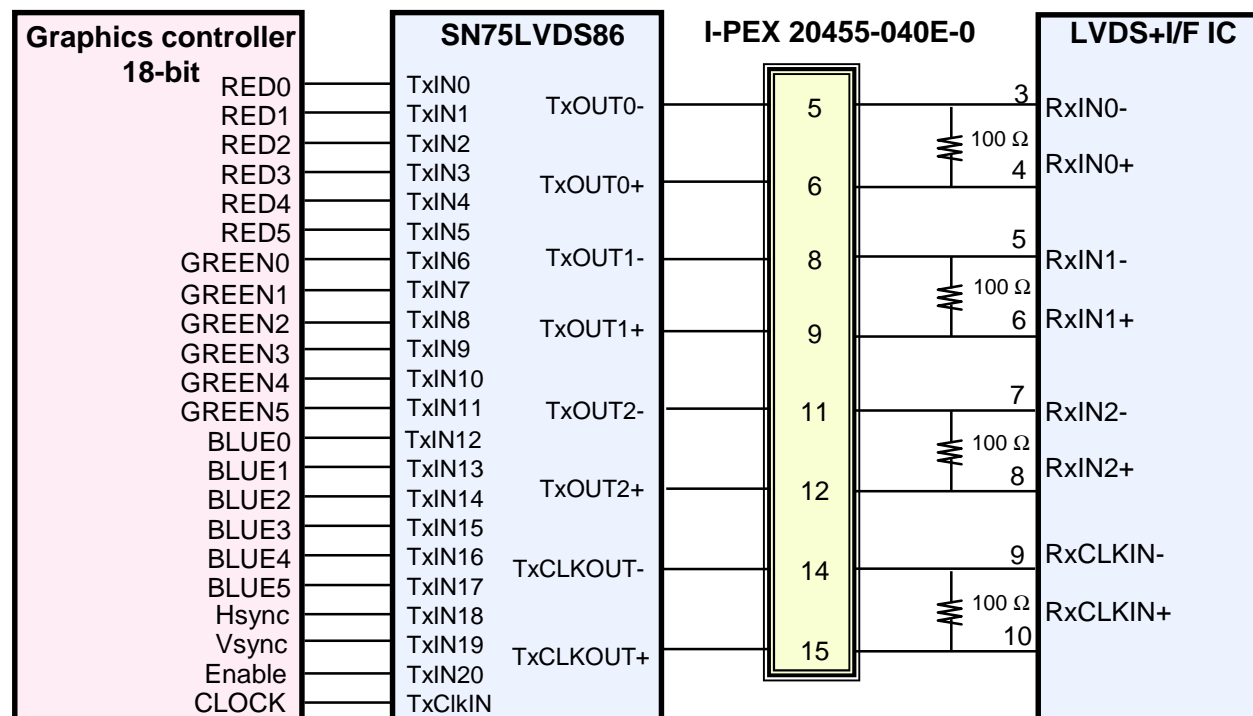 Graphics controller
18-bit
RED0
RED1
RED2
RED3
RED4
RED5
GREEN0
GREEN1
GREEN2
GREEN3
GREEN4
GREEN5
BLUE0
BLUE1
BLUE2
BLUE3
BLUE4
BLUE5
Hsync
Vsync
Enable
CLOCK
SN75LVDS86
TxIN0
TxIN1
TxIN2
TxIN3
TxIN4
TxIN5
TxIN6
TxIN7
TxIN8
TxIN9
TxIN10
TxIN11
TxIN12
TxIN13
TxIN14
TxIN15
TxIN16
TxIN17
TxIN18
TxIN19
TxIN20
TxClkIN
TxOUT0-
TxOUT0+
TxOUT1-
TxOUT1+
TxOUT2-
TxOUT2+
TxCLKOUT-
TxCLKOUT+
I-PEX 20455-040E-0
5
6
8
9
11
12
14
15
3
100 Ω
4
5
100 Ω
6
7
100 Ω
8
9
100 Ω
10
LVDS+I/F IC
RxIN0-
RxIN0+
RxIN1-
RxIN1+
RxIN2-
RxIN2+
RxCLKIN-
RxCLKIN+